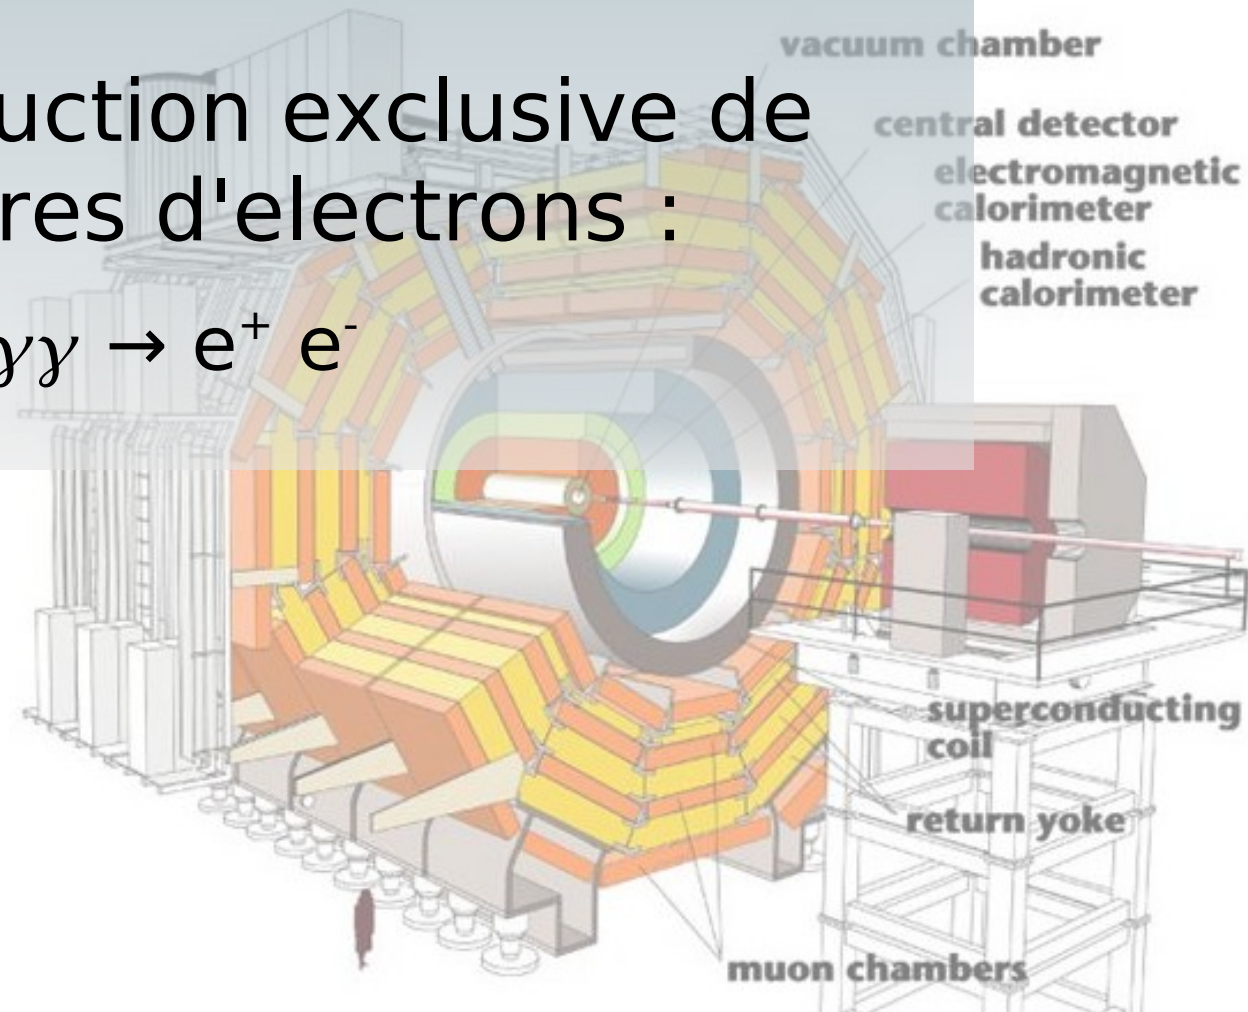 vacuum chamber
uction exclusive de
central detector
electromagnetic
calorimeter
res d'electrons :
hadronic
calorimeter
γγ → e⁺ e⁻
superconducting
coil
return yoke
muon chambers